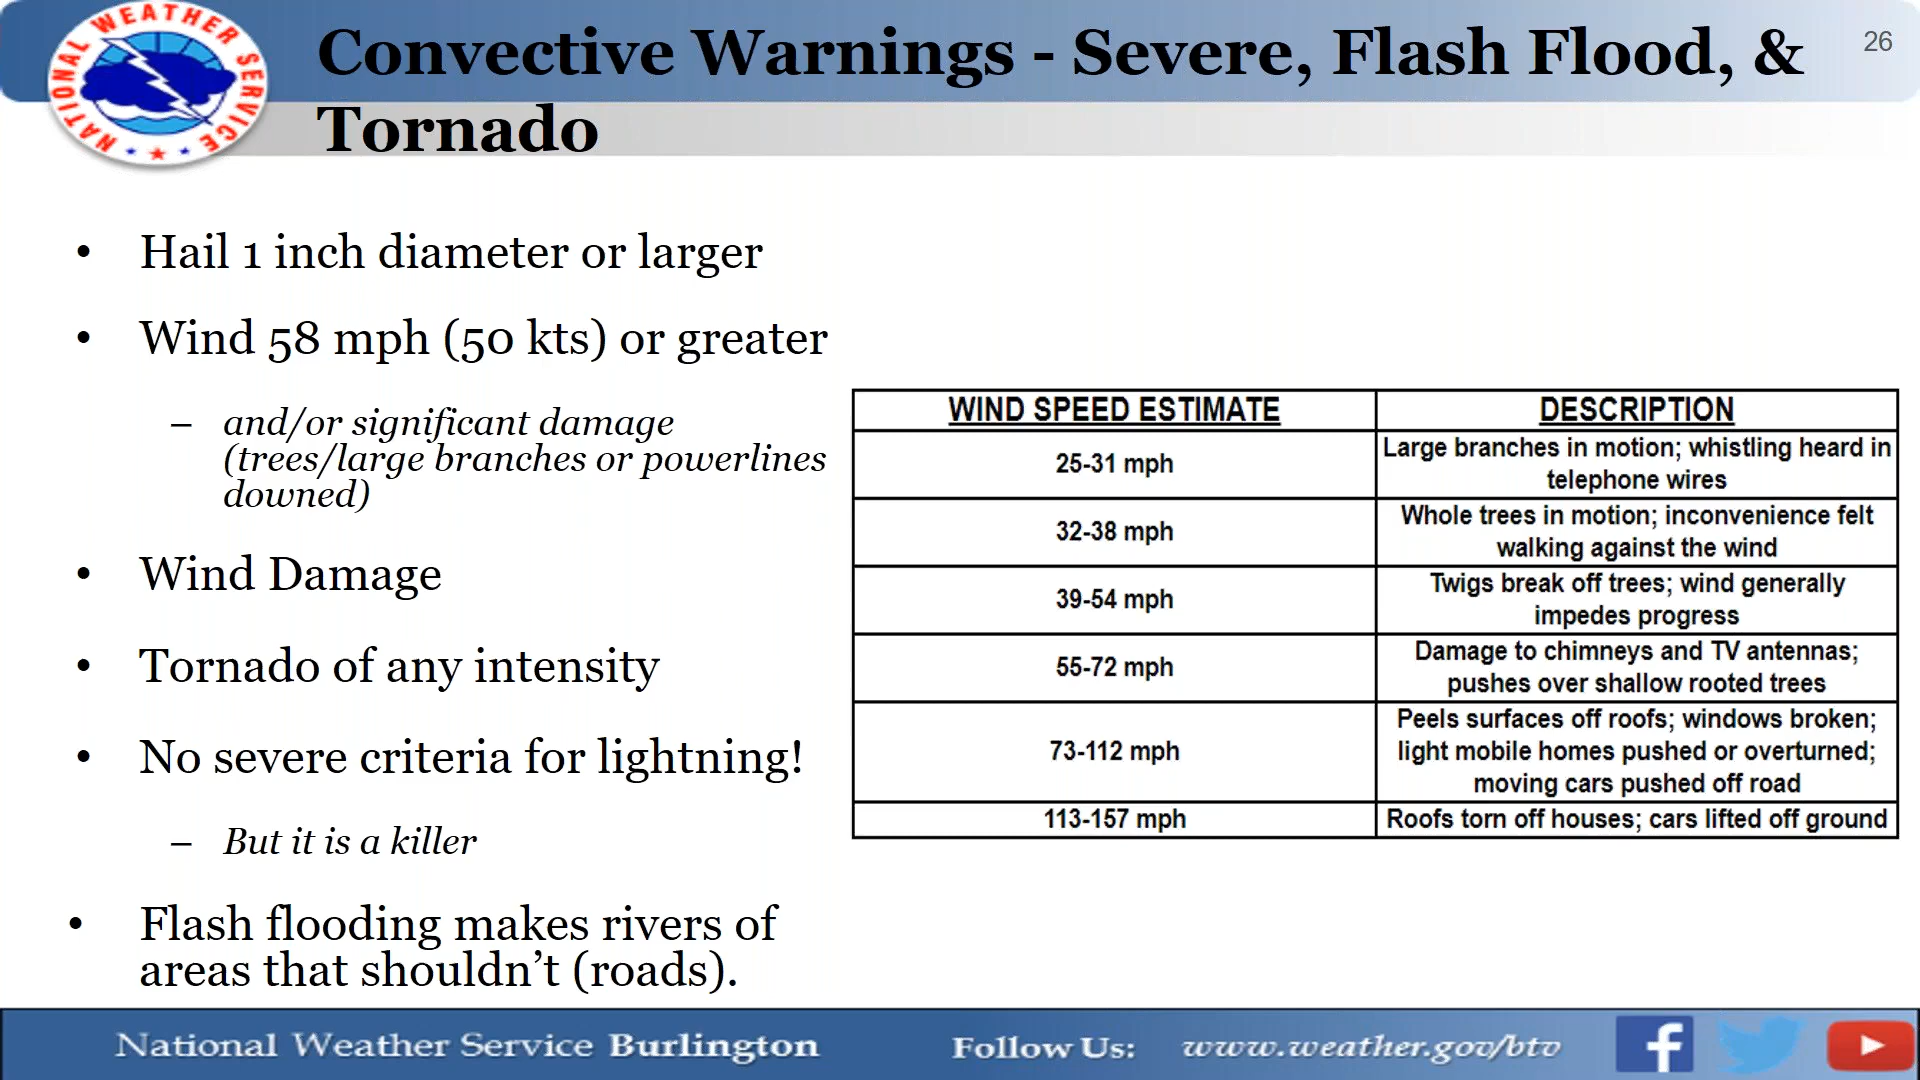 NATIONAL WEATHER SERVICE
Convective Warnings - Severe, Flash Flood, &
Tornado
26
• Hail 1 inch diameter or larger
• Wind 58 mph (50 kts) or greater
– and/or significant damage
(trees/large branches or powerlines
downed)
• Wind Damage
• Tornado of any intensity
• No severe criteria for lightning!
– But it is a killer
• Flash flooding makes rivers of
areas that shouldn’t (roads).
WIND SPEED ESTIMATE DESCRIPTION
25-31 mph Large branches in motion; whistling heard in
telephone wires
32-38 mph Whole trees in motion; inconvenience felt
walking against the wind
39-54 mph Twigs break off trees; wind generally
impedes progress
55-72 mph Damage to chimneys and TV antennas;
pushes over shallow rooted trees
73-112 mph Peels surfaces off roofs; windows broken;
light mobile homes pushed or overturned;
moving cars pushed off road
113-157 mph Roofs torn off houses; cars lifted off ground
National Weather Service Burlington Follow Us: www.weather.gov/btv f